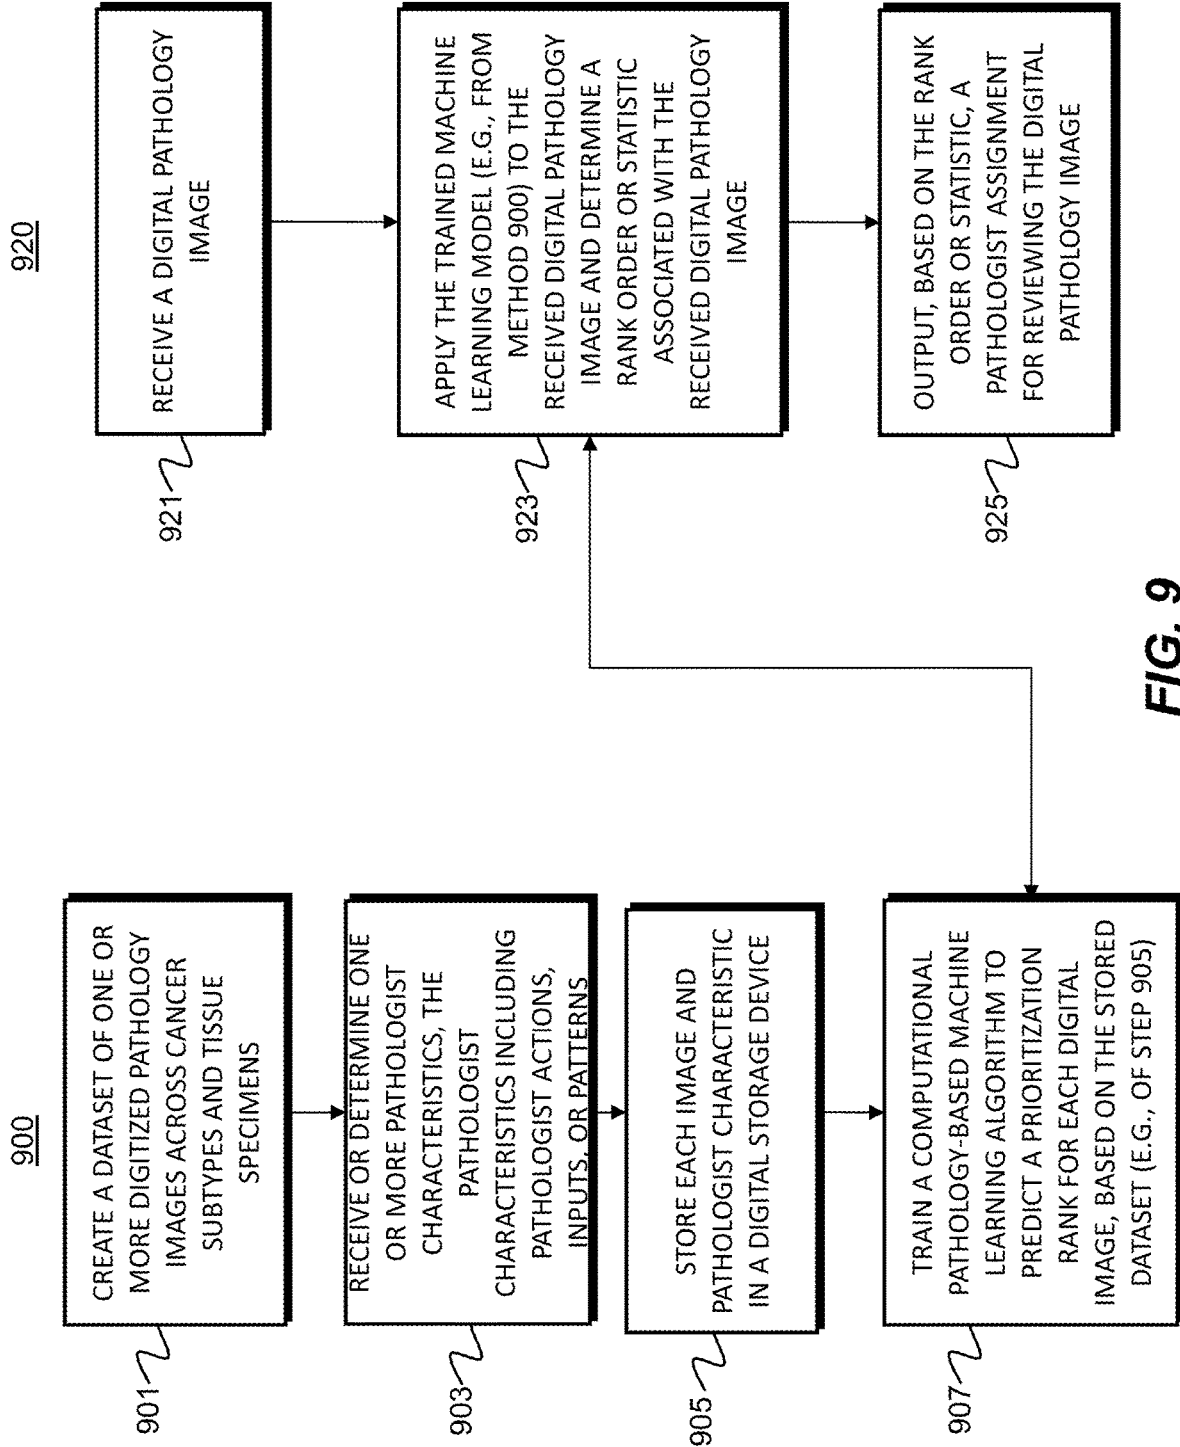 900
901
CREATE A DATASET OF ONE OR
MORE DIGITIZED PATHOLOGY
IMAGES ACROSS CANCER
SUBTYPES AND TISSUE
SPECIMENS
903
RECEIVE OR DETERMINE ONE
OR MORE PATHOLOGIST
CHARACTERISTICS, THE
PATHOLOGIST
CHARACTERISTICS INCLUDING
PATHOLOGIST ACTIONS,
INPUTS, OR PATTERNS
905
STORE EACH IMAGE AND
PATHOLOGIST CHARACTERISTIC
IN A DIGITAL STORAGE DEVICE
907
TRAIN A COMPUTATIONAL
PATHOLOGY-BASED MACHINE
LEARNING ALGORITHM TO
PREDICT A PRIORITIZATION
RANK FOR EACH DIGITAL
IMAGE, BASED ON THE STORED
DATASET (E.G., OF STEP 905)
920
921
RECEIVE A DIGITAL PATHOLOGY
IMAGE
923
APPLY THE TRAINED MACHINE
LEARNING MODEL (E.G., FROM
METHOD 900) TO THE
RECEIVED DIGITAL PATHOLOGY
IMAGE AND DETERMINE A
RANK ORDER OR STATISTIC
ASSOCIATED WITH THE
RECEIVED DIGITAL PATHOLOGY
IMAGE
925
OUTPUT, BASED ON THE RANK
ORDER OR STATISTIC, A
PATHOLOGIST ASSIGNMENT
FOR REVIEWING THE DIGITAL
PATHOLOGY IMAGE
FIG. 9